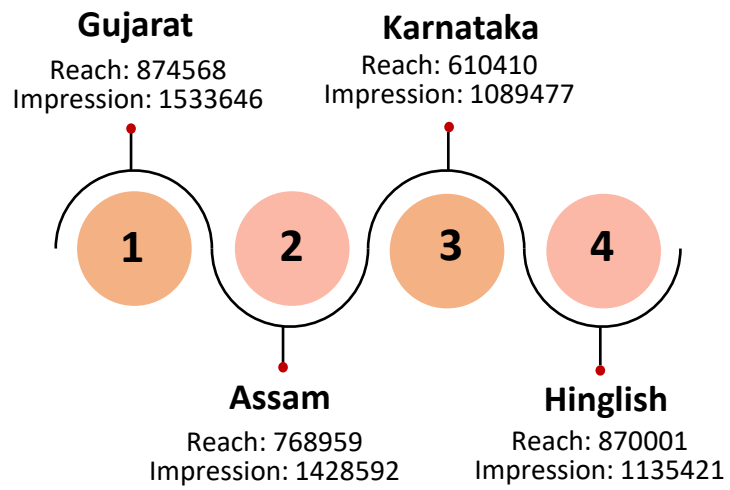 Gujarat
Reach: 874568
Impression: 1533646
Karnataka
Reach: 610410
Impression: 1089477
1
2
3
4
Assam
Reach: 768959
Impression: 1428592
Hinglish
Reach: 870001
Impression: 1135421